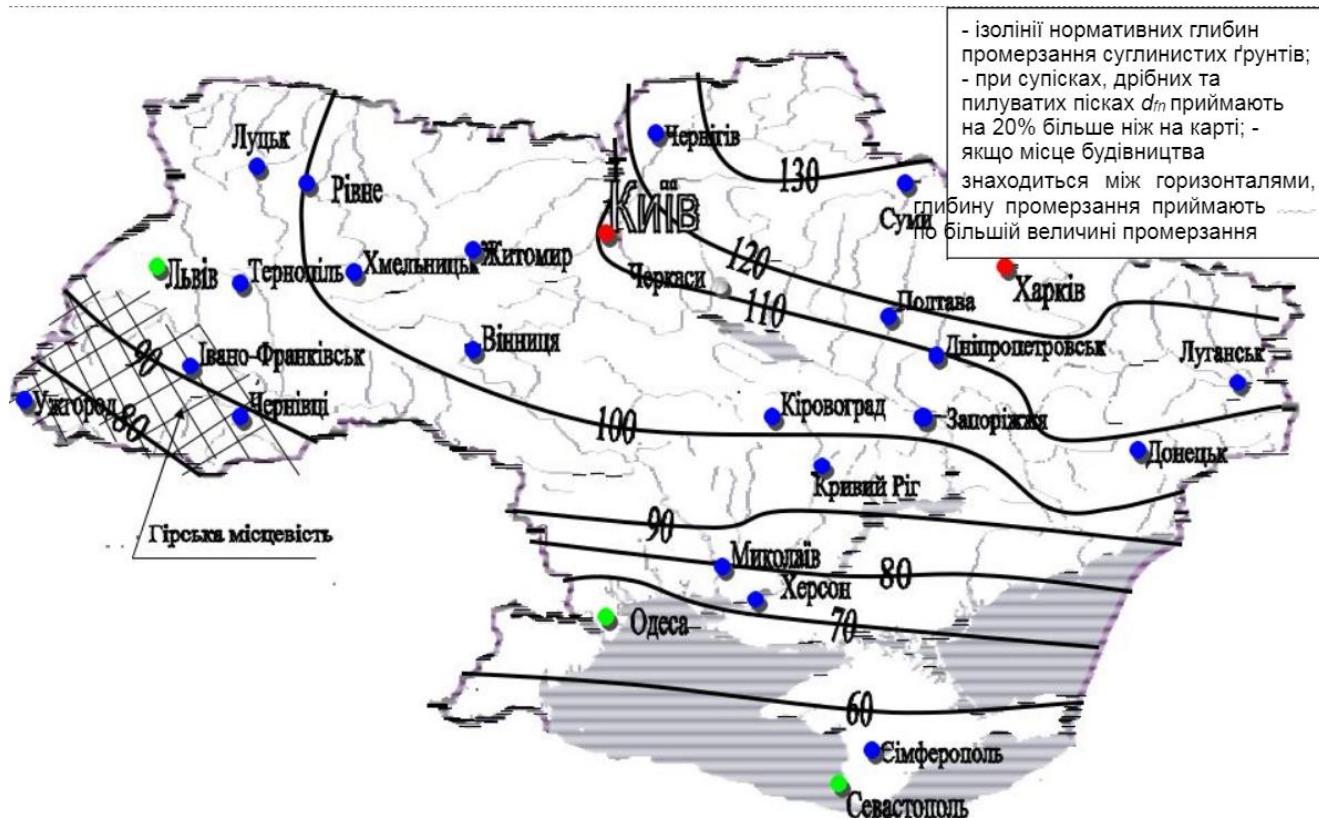 - ізолінії нормативних глибин
промерзання суглинистих ґрунтів;
- при супісках, дрібних та
пилуватих пісках dfn приймають
на 20% більше ніж на карті; -
якщо місце будівництва
знаходиться між горизонталями,
глибину промерзання приймають
по більшій величині промерзання
Чернігів
Луцьк
Рівне
130
Київ
Суми
Житомир
Львів
Тернопіль
Хмельницьк
Черкаси
120
110
Полтава
Харків
Вінниця
Дніпропетровськ
Луганськ
90
Івано-Франківськ
Ужгород
80
Чернівці
100
Кіровоград
Запоріжжя
Донецьк
Кривий Ріг
Гірська місцевість
90
Миколаїв
80
Херсон
Одеса
70
60
Сімферополь
Севастополь